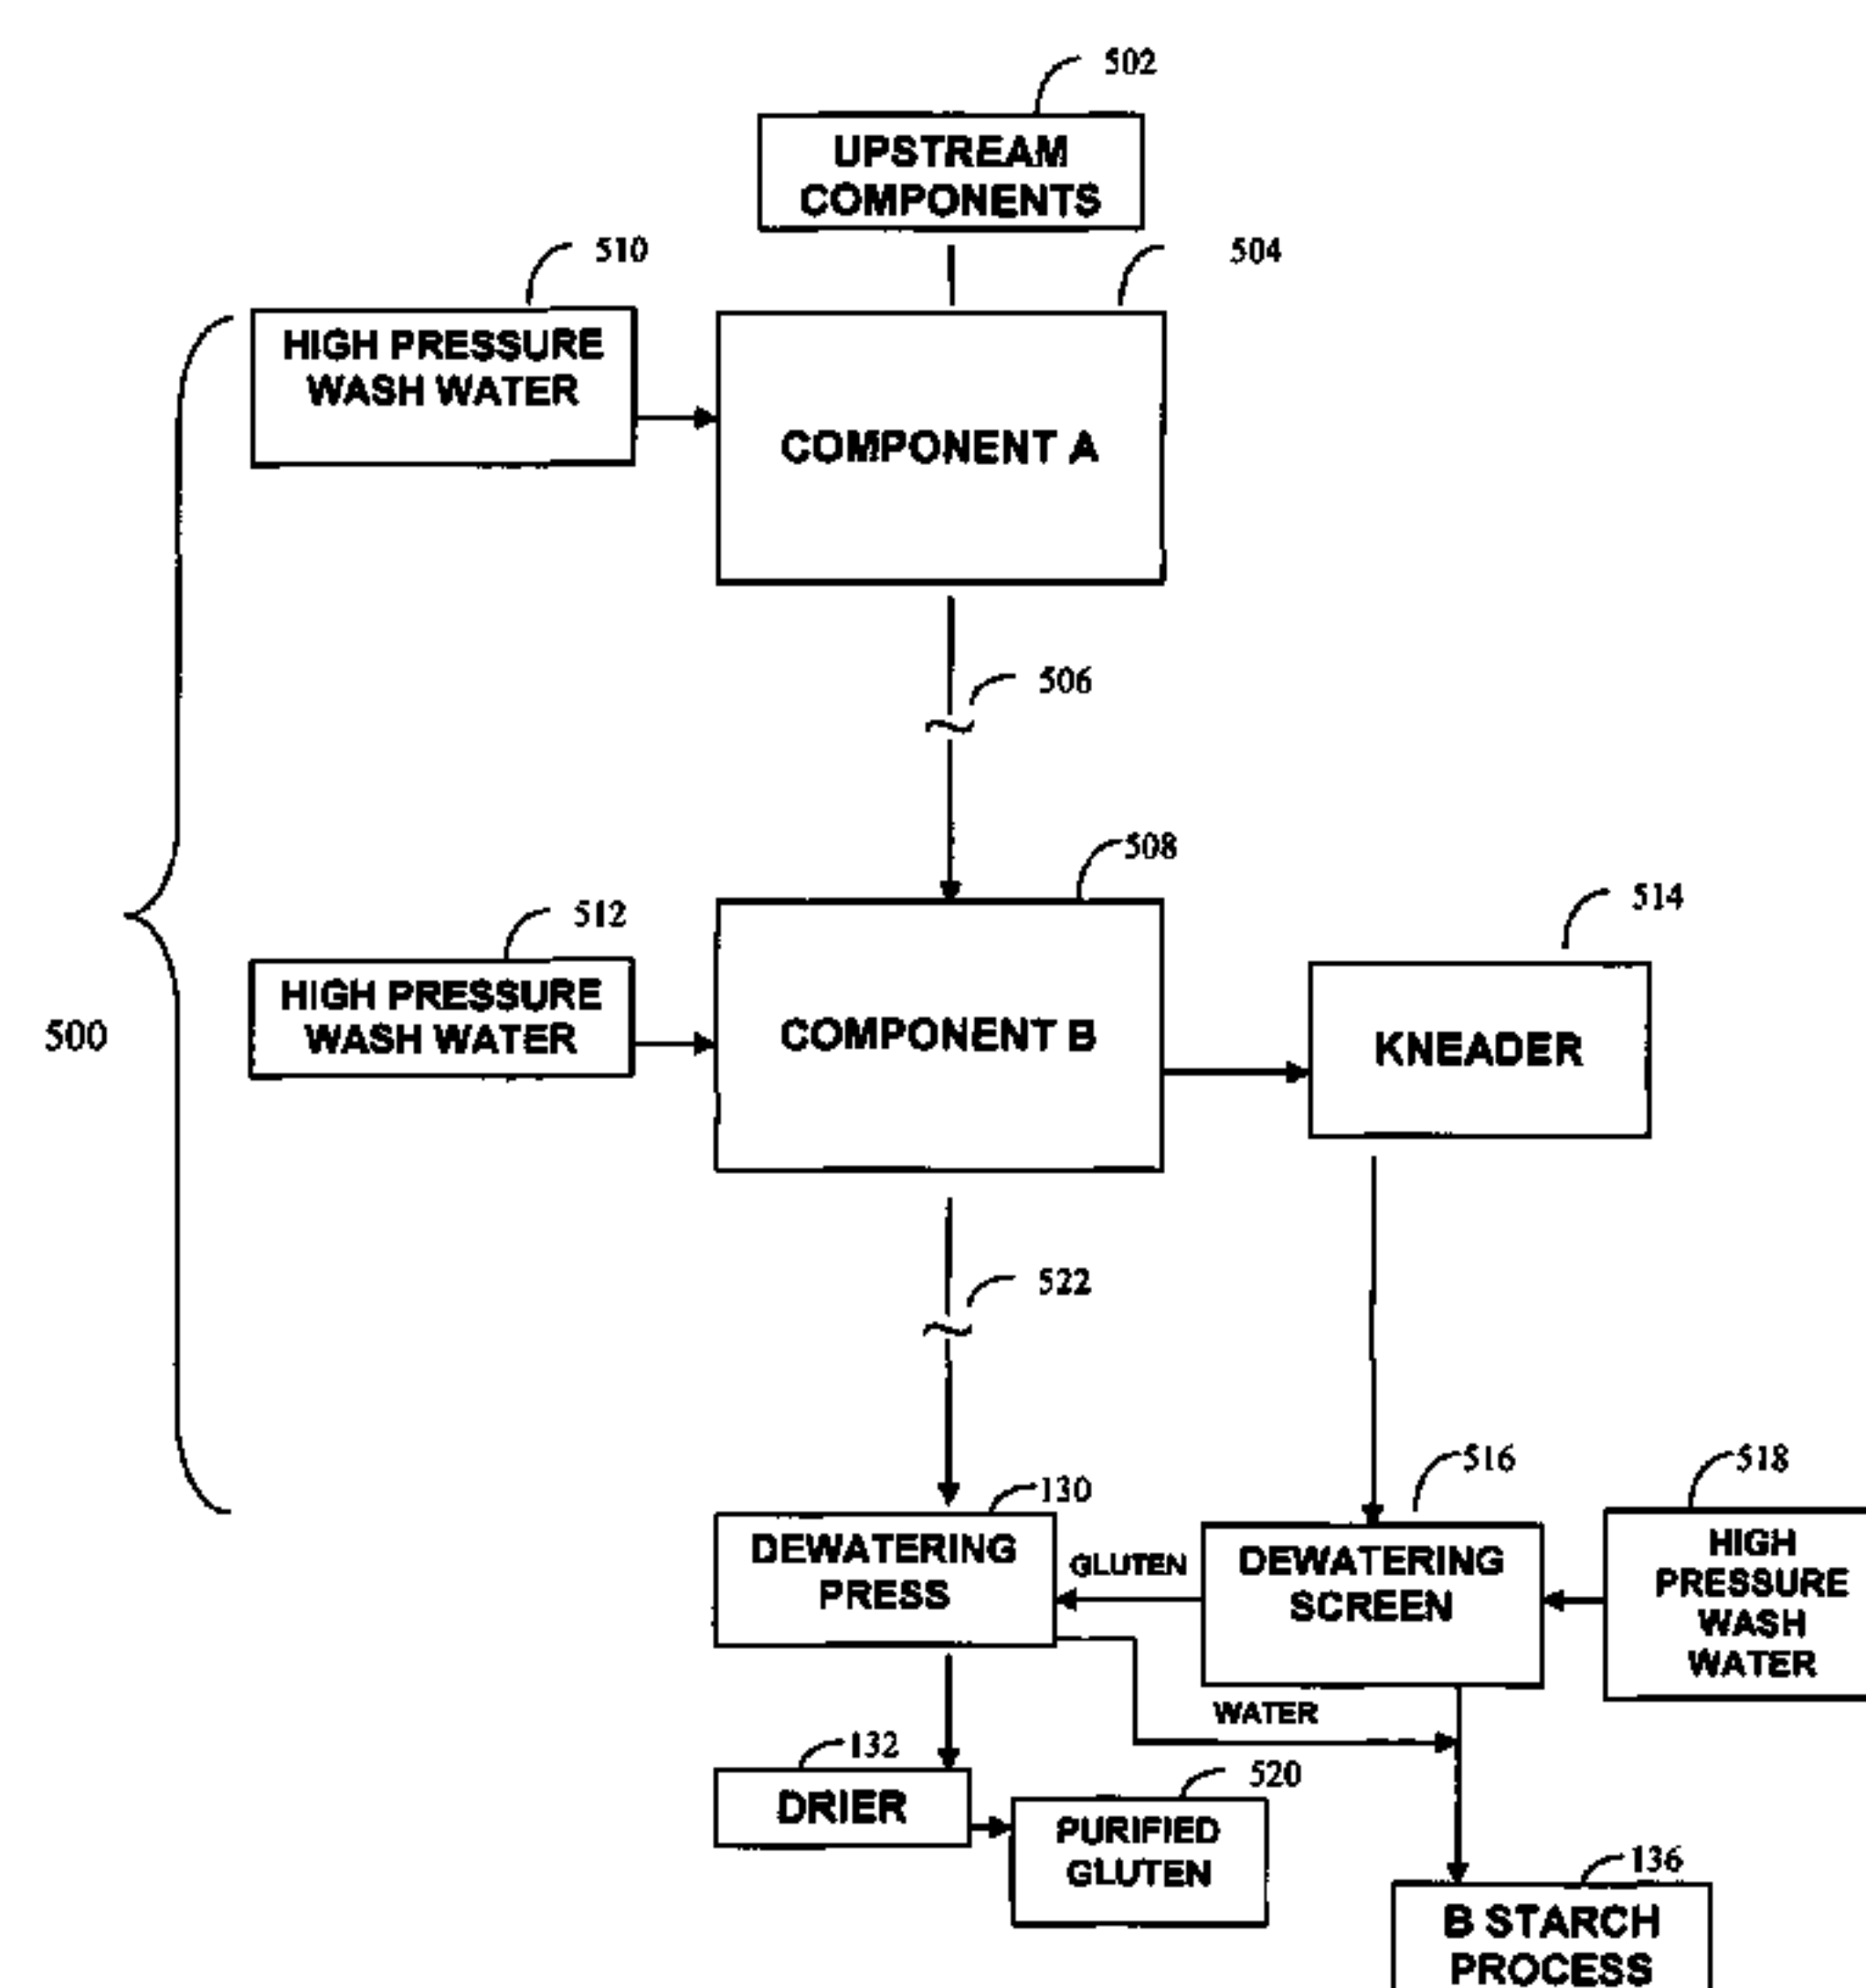 502
UPSTREAM
COMPONENTS
510
504
HIGH PRESSURE
WASH WATER
COMPONENT A
506
508
512
514
HIGH PRESSURE
WASH WATER
500
COMPONENT B
KNEADER
522
130
516
518
DEWATERING
PRESS
GLUTEN
DEWATERING
SCREEN
HIGH
PRESSURE
WASH
WATER
WATER
132
DRIER
520
PURIFIED
GLUTEN
136
B STARCH
PROCESS